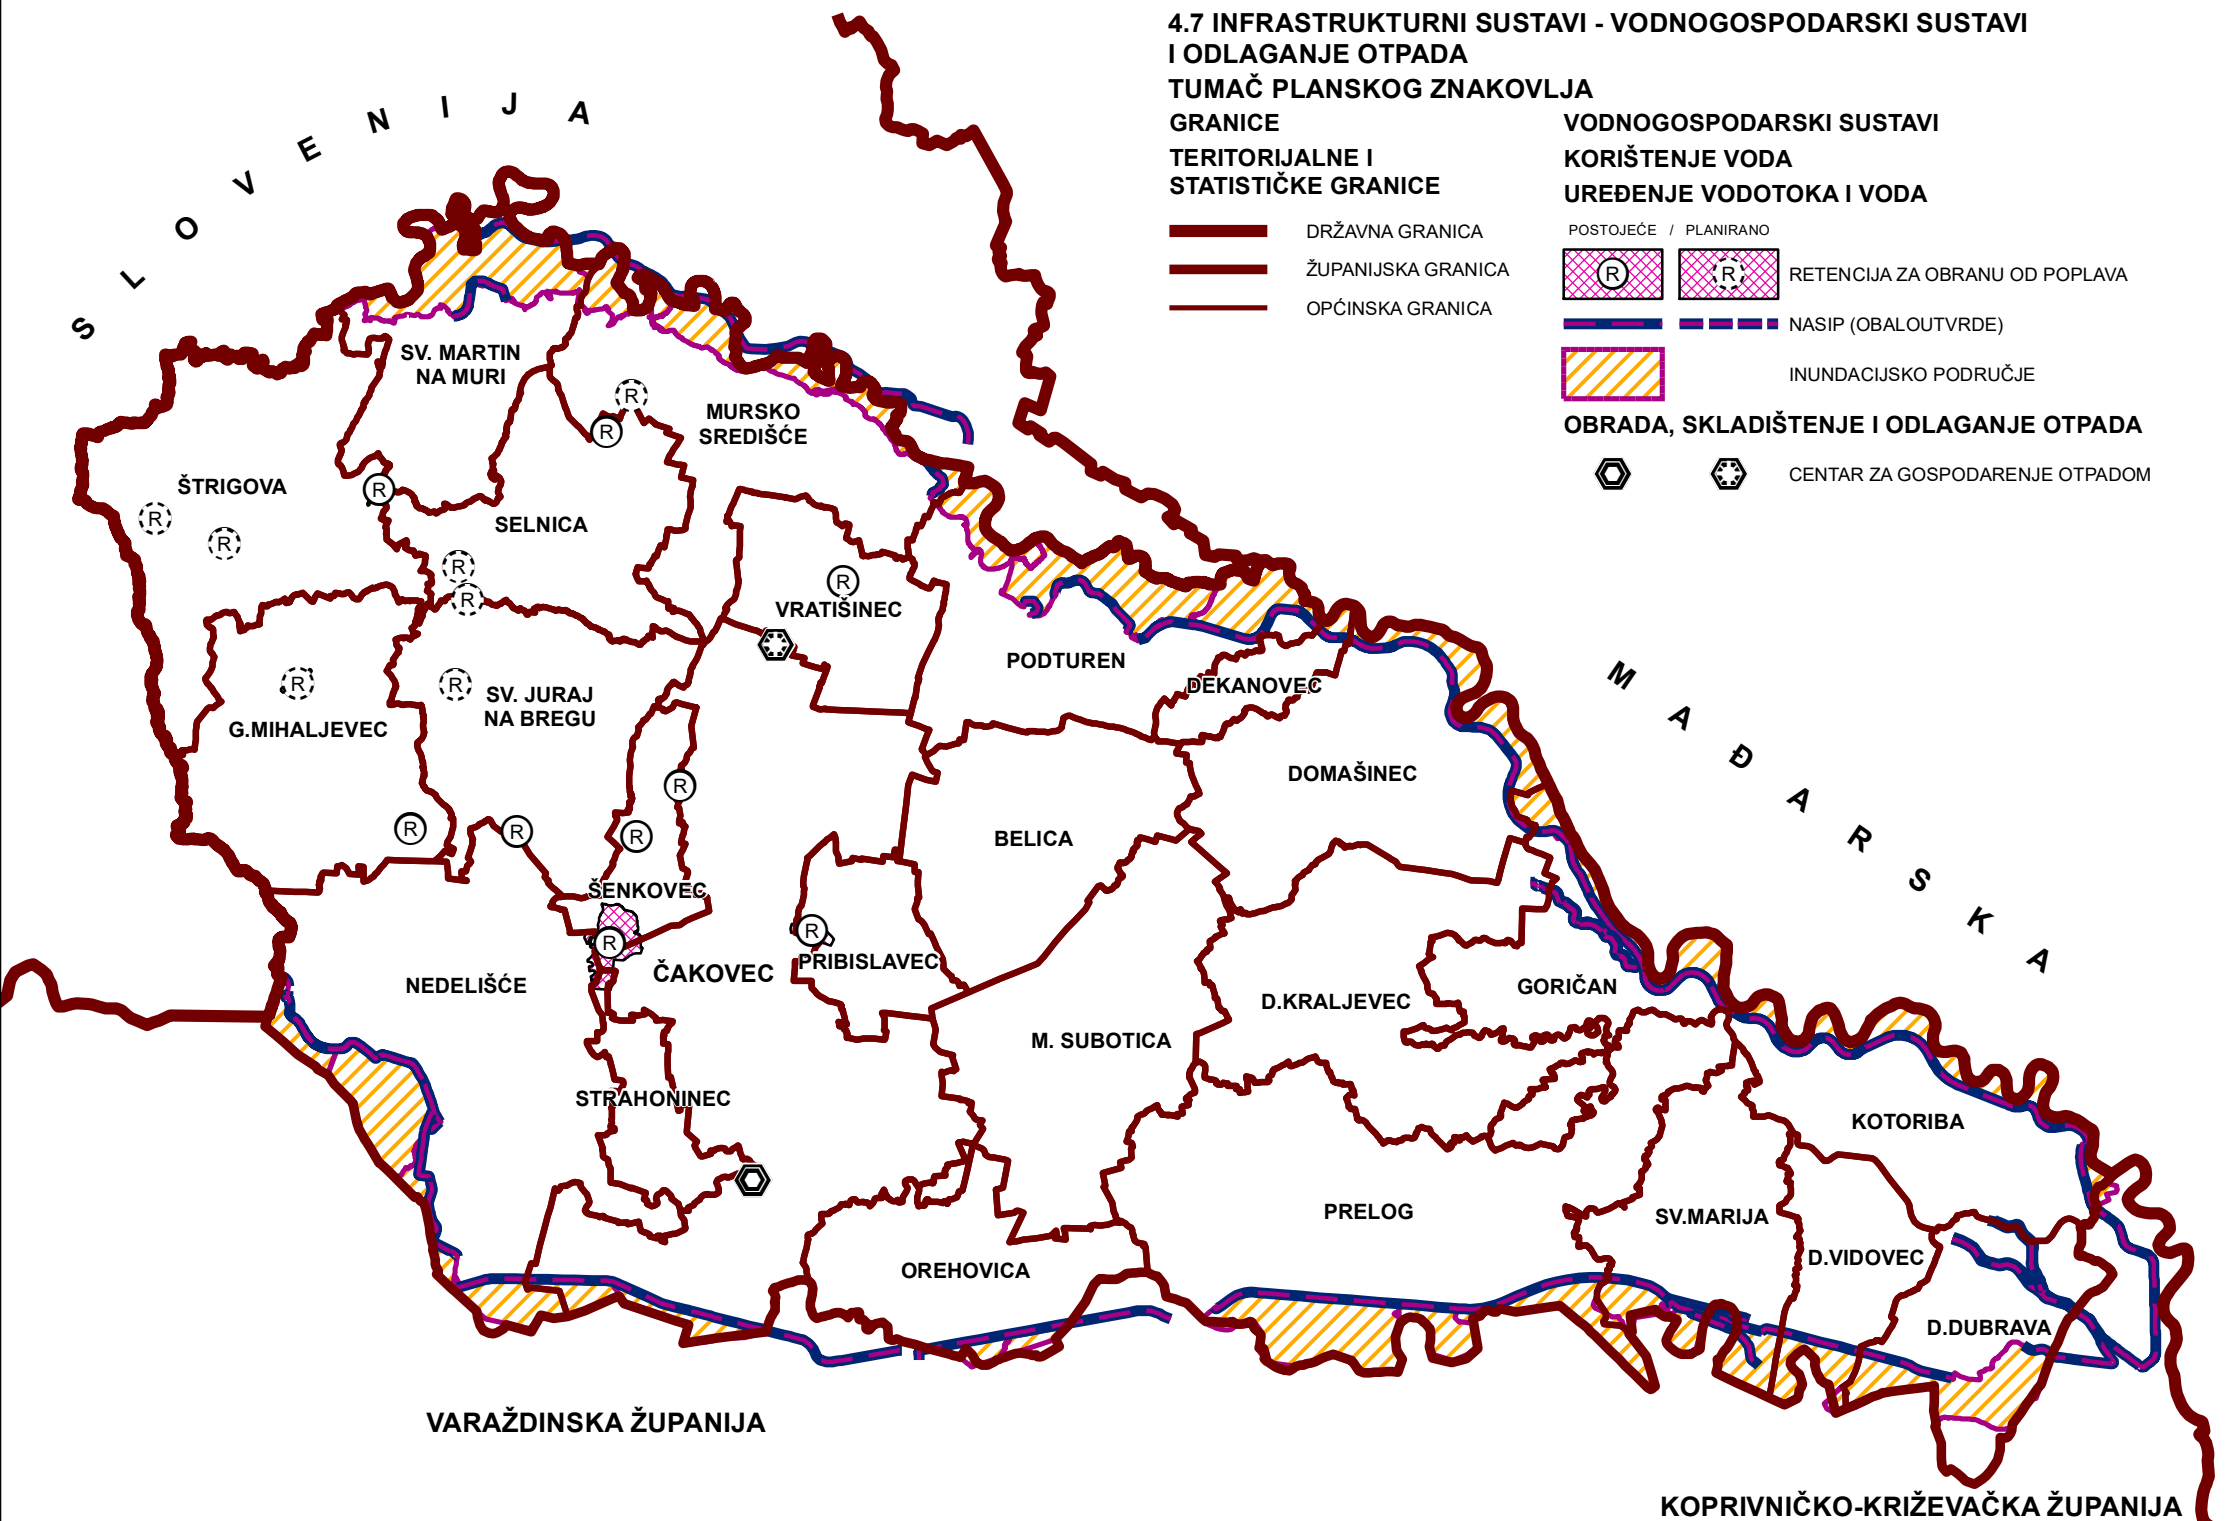 4.7 INFRASTRUKTURNI SUSTAVI - VODNOGOSPODARSKI SUSTAVI
I ODLAGANJE OTPADA
TUMAČ PLANSKOG ZNAKOVLJA
GRANICE
TERITORIJALNE I
STATISTIČKE GRANICE
DRŽAVNA GRANICA
ŽUPANIJSKA GRANICA
OPĆINSKA GRANICA
VODNOGOSPODARSKI SUSTAVI
KORIŠTENJE VODA
UREĐENJE VODOTOKA I VODA
POSTOJEĆE / PLANIRANO
R R RETENCIJA ZA OBRANU OD POPLAVA
NASIP (OBALOUTVRDE)
INUNDACIJSKO PODRUČJE
OBRADA, SKLADIŠTENJE I ODLAGANJE OTPADA
CENTAR ZA GOSPODARENJE OTPADOM
SLOVENIJA
MAĐARSKA
SV. MARTIN
NA MURI
R
R
MURSKO
SREDIŠĆE
ŠTRIGOVA
R
R
R
SELNICA
R
R
R
VRATIŠINEC
PODTUREN
DEKANOVEC
R
G.MIHALJEVEC
R
SV. JURAJ
NA BREGU
DOMAŠINEC
R
R
R
R
BELICA
ŠENKOVEC
R
R
ČAKOVEC
PRIBISLAVEC
NEDELIŠĆE
GORIČAN
D.KRALJEVEC
M. SUBOTICA
STRAHONINEC
KOTORIBA
PRELOG
SV.MARIJA
D.VIDOVEC
OREHOVICA
D.DUBRAVA
VARAŽDINSKA ŽUPANIJA
KOPRIVNIČKO-KRIŽEVAČKA ŽUPANIJA